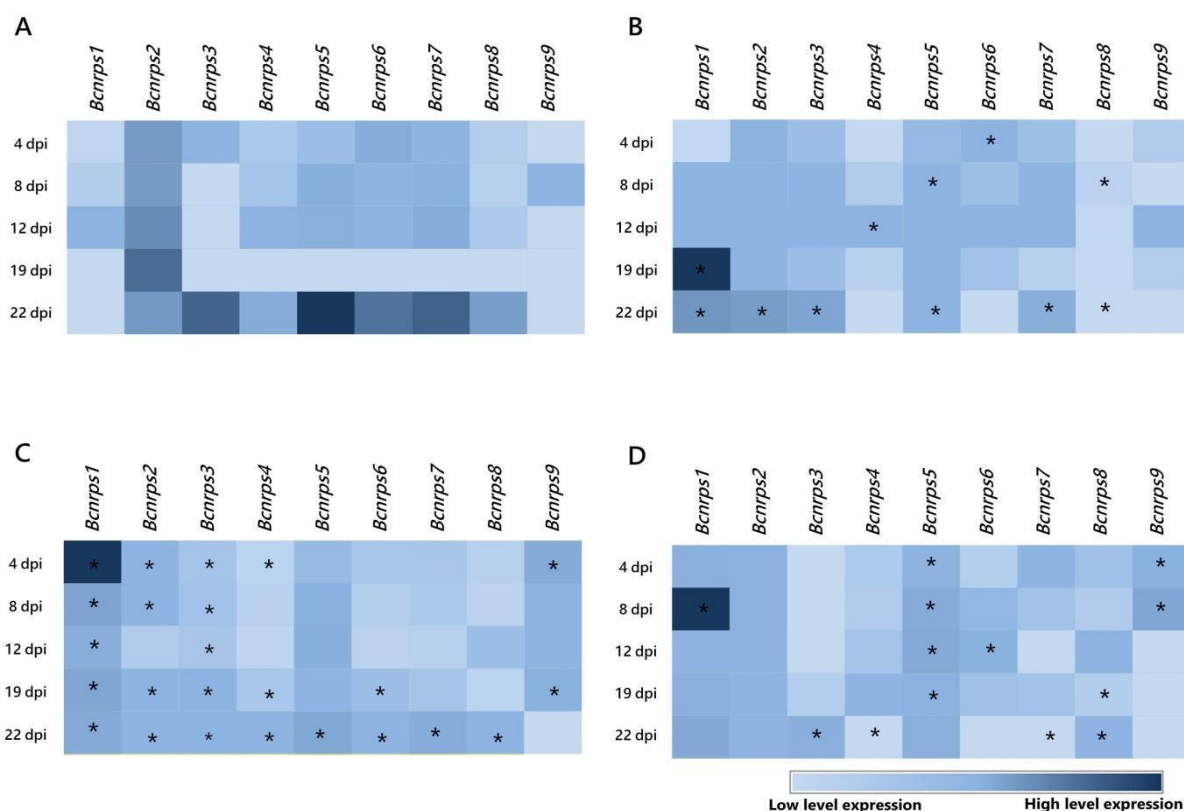 A
Bcnrps1 Bcnrps2 Bcnrps3 Bcnrps4 Bcnrps5 Bcnrps6 Bcnrps7 Bcnrps8 Bcnrps9
4 dpi
8 dpi
12 dpi
19 dpi
22 dpi
B
Bcnrps1 Bcnrps2 Bcnrps3 Bcnrps4 Bcnrps5 Bcnrps6 Bcnrps7 Bcnrps8 Bcnrps9
4 dpi *
8 dpi * *
12 dpi *
19 dpi *
22 dpi * * * * * *
C
Bcnrps1 Bcnrps2 Bcnrps3 Bcnrps4 Bcnrps5 Bcnrps6 Bcnrps7 Bcnrps8 Bcnrps9
4 dpi * * * * *
8 dpi * * *
12 dpi * *
19 dpi * * * * * *
22 dpi * * * * * * * *
D
Bcnrps1 Bcnrps2 Bcnrps3 Bcnrps4 Bcnrps5 Bcnrps6 Bcnrps7 Bcnrps8 Bcnrps9
4 dpi * *
8 dpi * * *
12 dpi * *
19 dpi * *
22 dpi * * * *
Low level expression High level expression